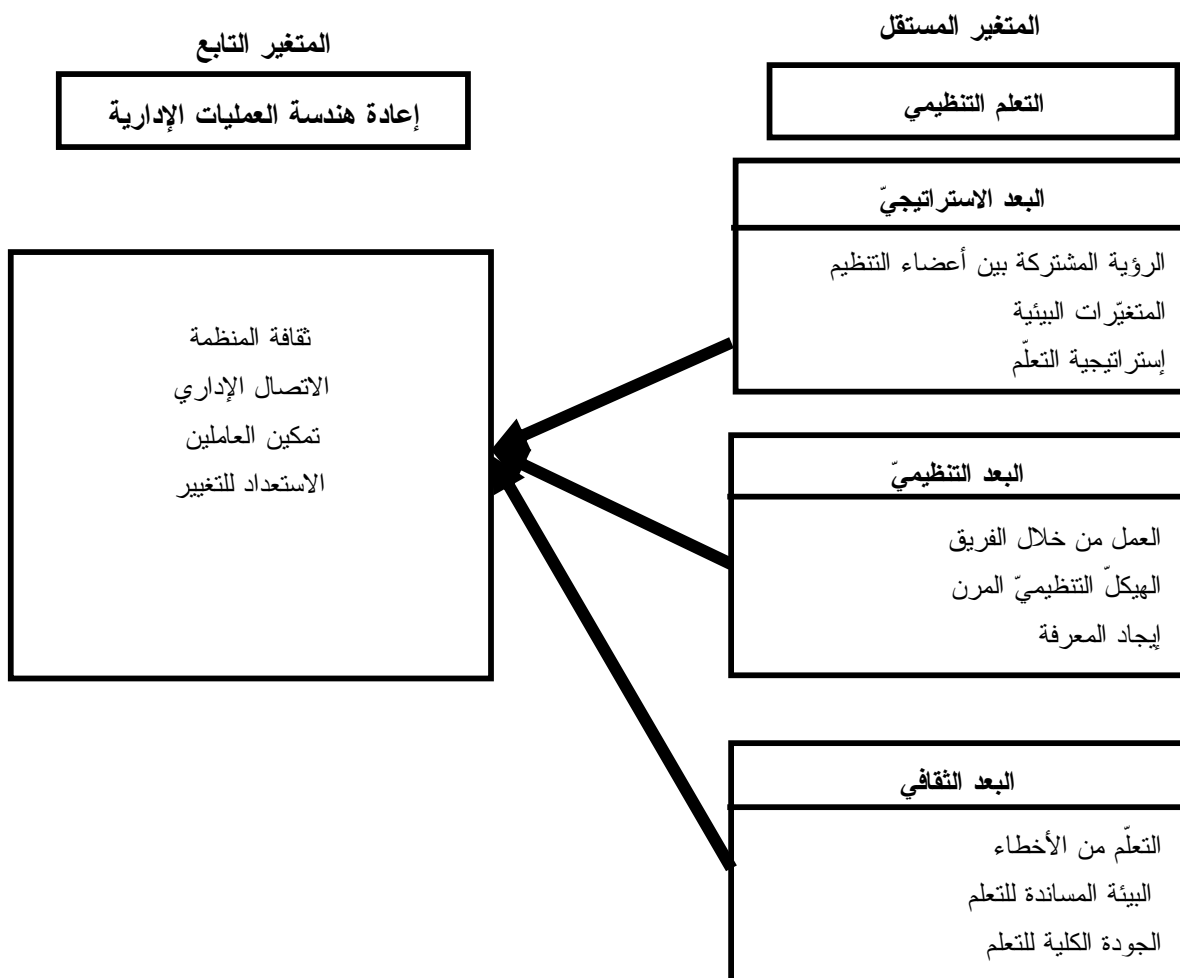 المتغير المستقل
التعلم التنظيمي
البعد الاستراتيجيّ
الرؤية المشتركة بين أعضاء التنظيم
المتغيّرات البيئية
إستراتيجية التعلّم
البعد التنظيميّ
العمل من خلال الفريق
الهيكلّ التنظيميّ المرن
إيجاد المعرفة
البعد الثقافي
التعلّم من الأخطاء
البيئة المساندة للتعلم
الجودة الكلية للتعلم
المتغير التابع
إعادة هندسة العمليات الإدارية
ثقافة المنظمة
الاتصال الإداري
تمكين العاملين
الاستعداد للتغيير